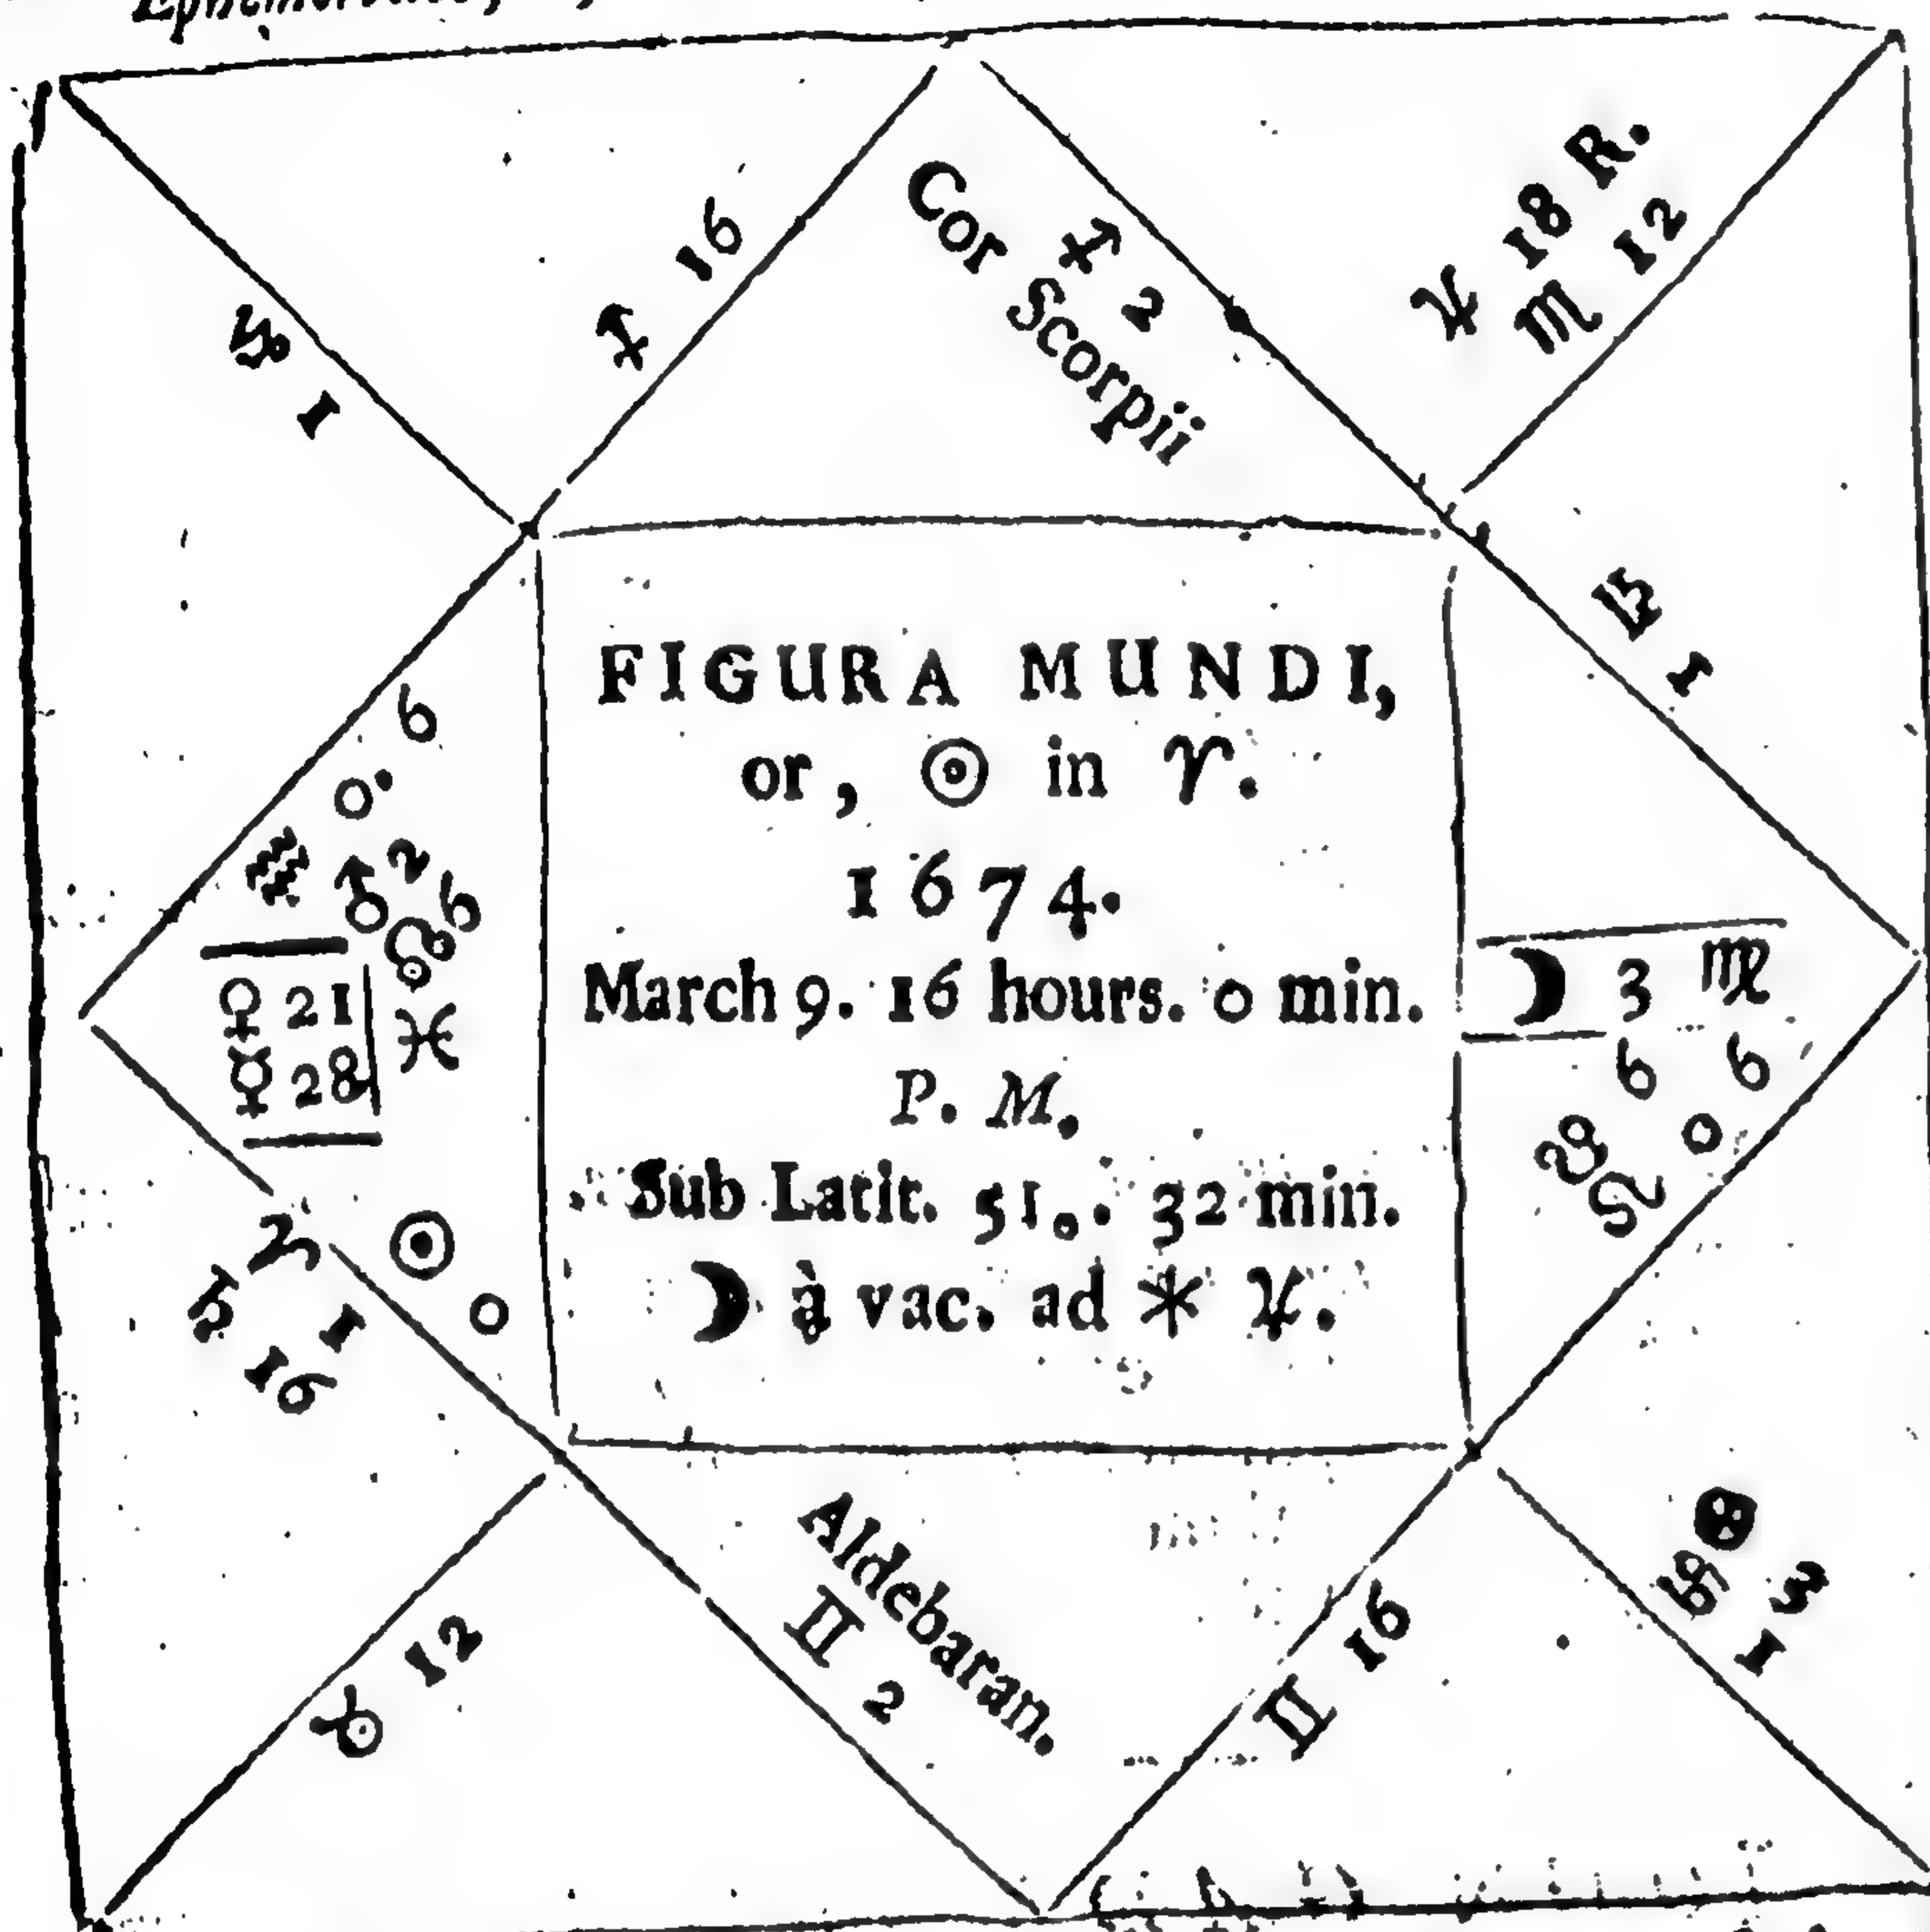 ♑ 1
♐ 16
Cor Scorpii
♐ 2
♃ 18 R.
♏ 12
♎ 1
FIGURA MUNDI,
or, ☉ in ♈.
1674.
March 9. 16 hours. 0 min.
P. M.
Sub Latit. 51.. 32 min.
☽ à vac. ad ⚹ ♃.
♒ 0. 6
♂ 26
☋
♀ 21
☿ 28
♓
☉ 0
♄ 16
1
☽ 3 ♍
☊ 6
♌ 0 6
♉ 12
Aldebaran.
♊ 2
♊ 16
⊗ 3
♋ 1